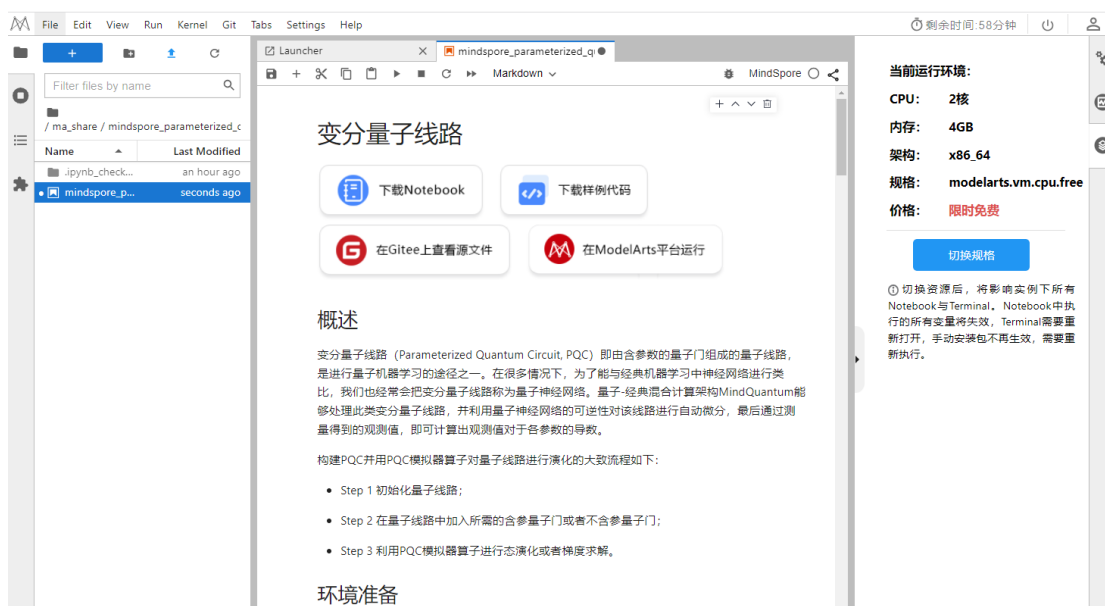 File Edit View Run Kernel Git Tabs Settings Help
剩余时间:58分钟
Filter files by name
/ ma_share / mindspore_parameterized_c
Name Last Modified
.ipynb_check... an hour ago
mindspore_p... seconds ago
Launcher
mindspore_parameterized_q
Markdown
MindSpore
变分量子线路
下载Notebook
下载样例代码
在Gitee上查看源文件
在ModelArts平台运行
概述
变分量子线路（Parameterized Quantum Circuit, PQC）即由含参数的量子门组成的量子线路，
是进行量子机器学习的途径之一。在很多情况下，为了能与经典机器学习中神经网络进行类
比，我们也经常会把变分量子线路称为量子神经网络。量子-经典混合计算架构MindQuantum能
够处理此类变分量子线路，并利用量子神经网络的可逆性对该线路进行自动微分，最后通过测
量得到的观测值，即可计算出观测值对于各参数的导数。
构建PQC并用PQC模拟器算子对量子线路进行演化的大致流程如下：
Step 1 初始化量子线路；
Step 2 在量子线路中加入所需的含参量子门或者不含参量子门；
Step 3 利用PQC模拟器算子进行态演化或者梯度求解。
环境准备
当前运行环境：
CPU： 2核
内存： 4GB
架构： x86_64
规格： modelarts.vm.cpu.free
价格： 限时免费
切换规格
切换资源后，将影响实例下所有
Notebook与Terminal。Notebook中执
行的所有变量将失效，Terminal需要重
新打开，手动安装包不再生效，需要重
新执行。